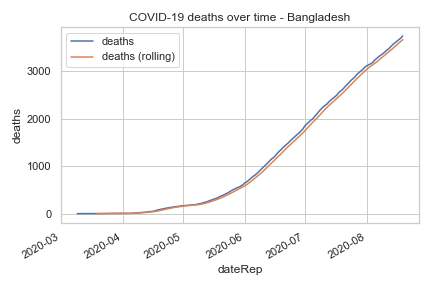 COVID-19 deaths over time - Bangladesh
deaths
deaths (rolling)
3000
2000
1000
0
deaths
2020-03
2020-04
2020-05
2020-06
2020-07
2020-08
dateRep